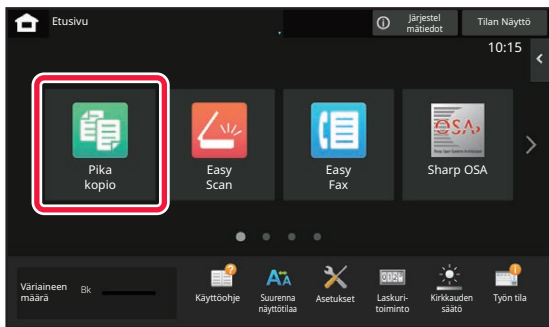 Etusivu
Järjestel
mätiedot
Tilan Näyttö
10:15
Pika
kopio
Easy
Scan
Easy
Fax
OSA
Sharp OSA
Väriaineen
määrä
Bk
Käyttöohje
Suurenna
näyttötilaa
Asetukset
Laskuri-
toiminto
Kirkkauden
säätö
Työn tila